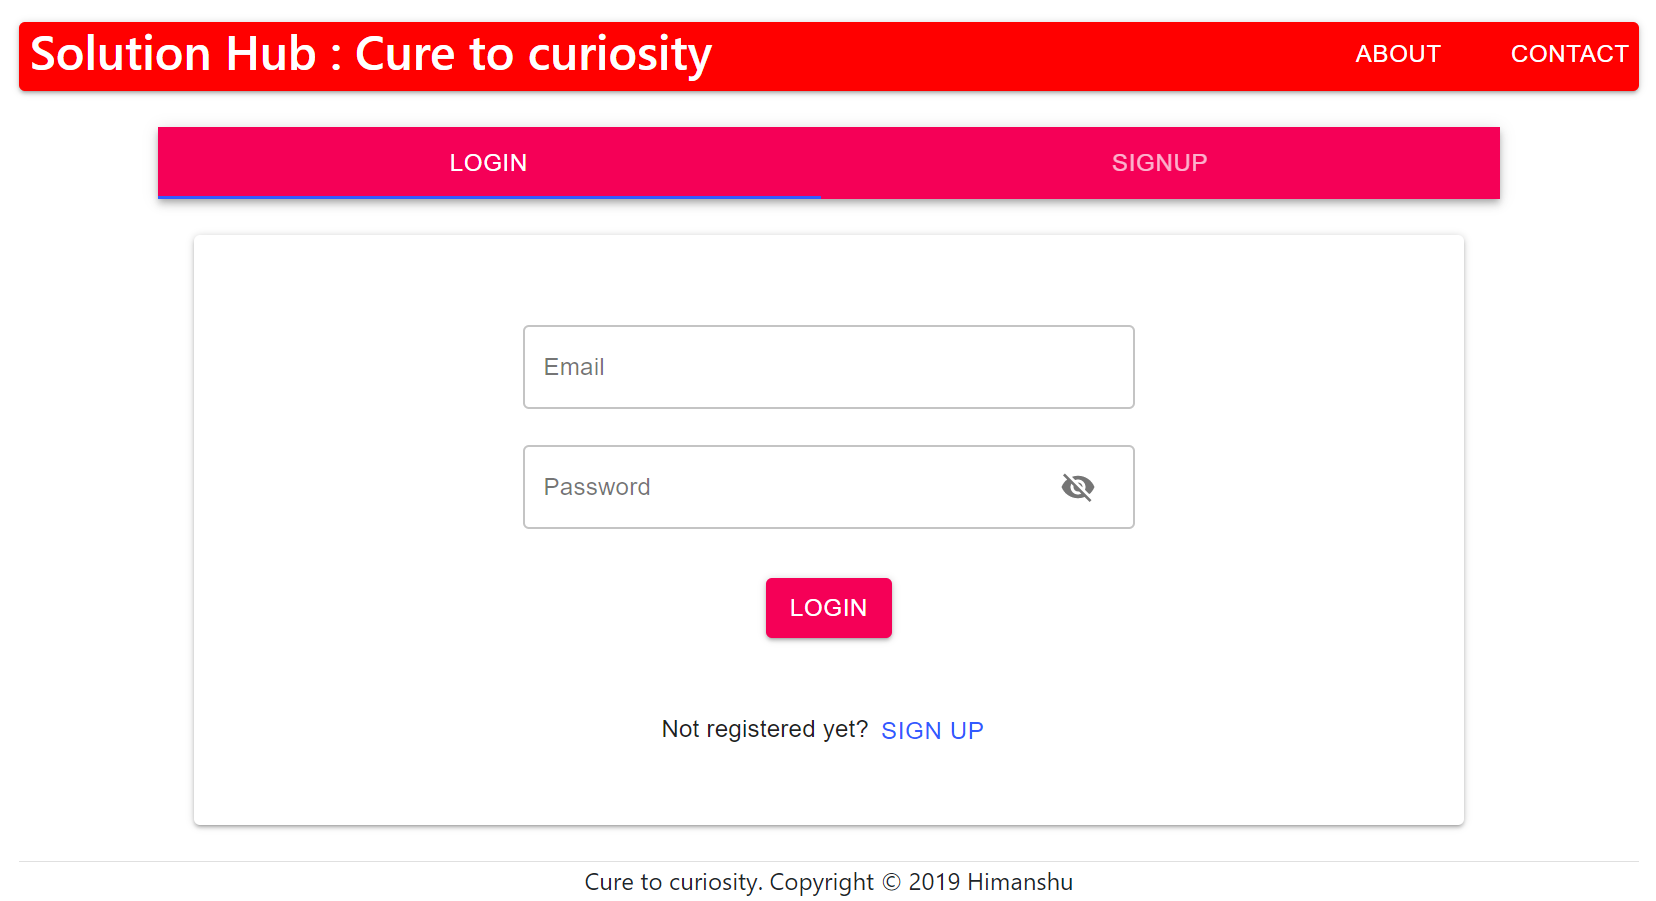 Solution Hub : Cure to curiosity ABOUT CONTACT
LOGIN SIGNUP
Email
Password
LOGIN
Not registered yet? SIGN UP
Cure to curiosity. Copyright © 2019 Himanshu